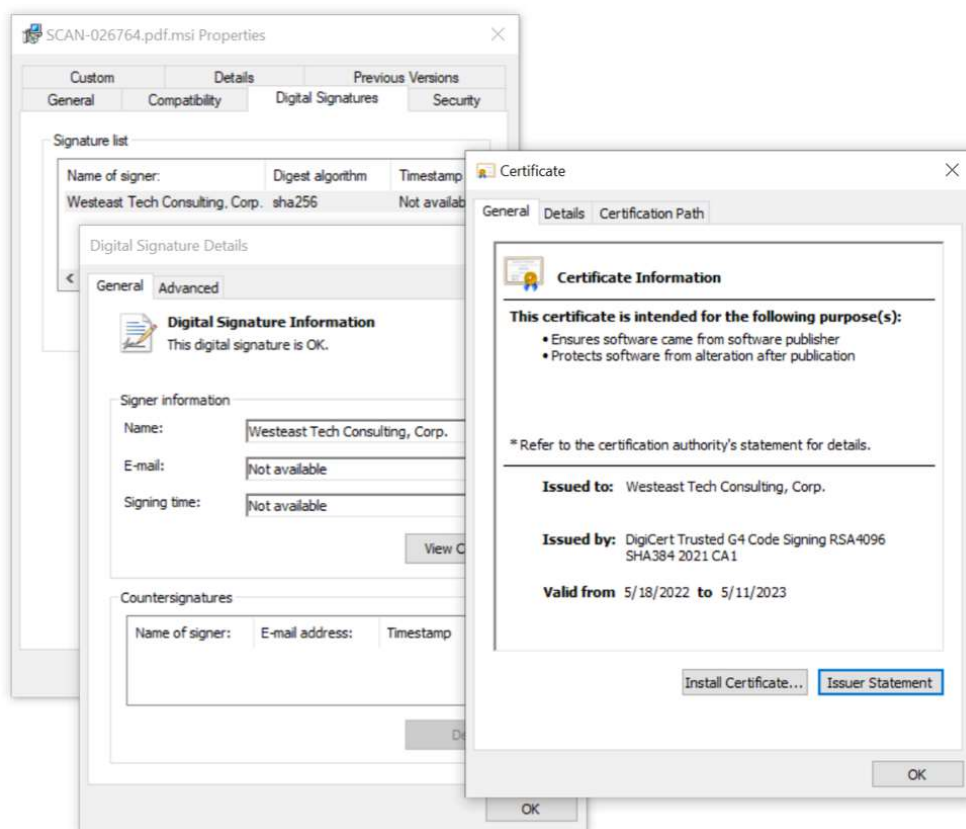 SCAN-026764.pdf.msi Properties
Custom Details Previous Versions
General Compatibility Digital Signatures Security
Signature list
Name of signer: Digest algorithm Timestamp
Westeast Tech Consulting, Corp. sha256 Not availab
Digital Signature Details
General Advanced
Digital Signature Information
This digital signature is OK.
Signer information
Name: Westeast Tech Consulting, Corp.
E-mail: Not available
Signing time: Not available
View C
Countersignatures
Name of signer: E-mail address: Timestamp
De
OK
Certificate
General Details Certification Path
Certificate Information
This certificate is intended for the following purpose(s):
• Ensures software came from software publisher
• Protects software from alteration after publication
* Refer to the certification authority's statement for details.
Issued to: Westeast Tech Consulting, Corp.
Issued by: DigiCert Trusted G4 Code Signing RSA4096
SHA384 2021 CA1
Valid from 5/18/2022 to 5/11/2023
Install Certificate... Issuer Statement
OK